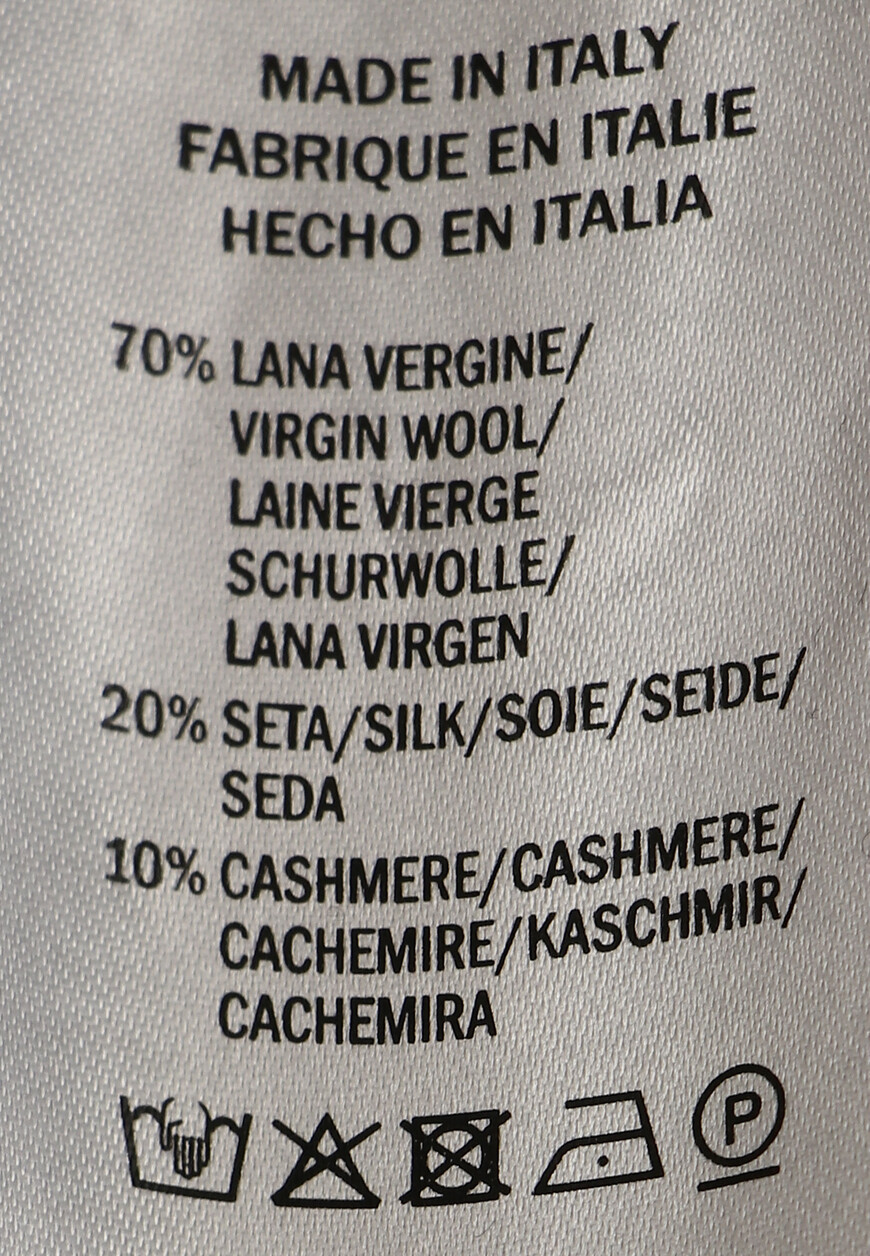 MADE IN ITALY
FABRIQUE EN ITALIE
HECHO EN ITALIA
70% LANA VERGINE/
VIRGIN WOOL/
LAINE VIERGE
SCHURWOLLE/
LANA VIRGEN
20% SETA/SILK/SOIE/SEIDE/
SEDA
10% CASHMERE/CASHMERE/
CACHEMIRE/KASCHMIR/
CACHEMIRA
P